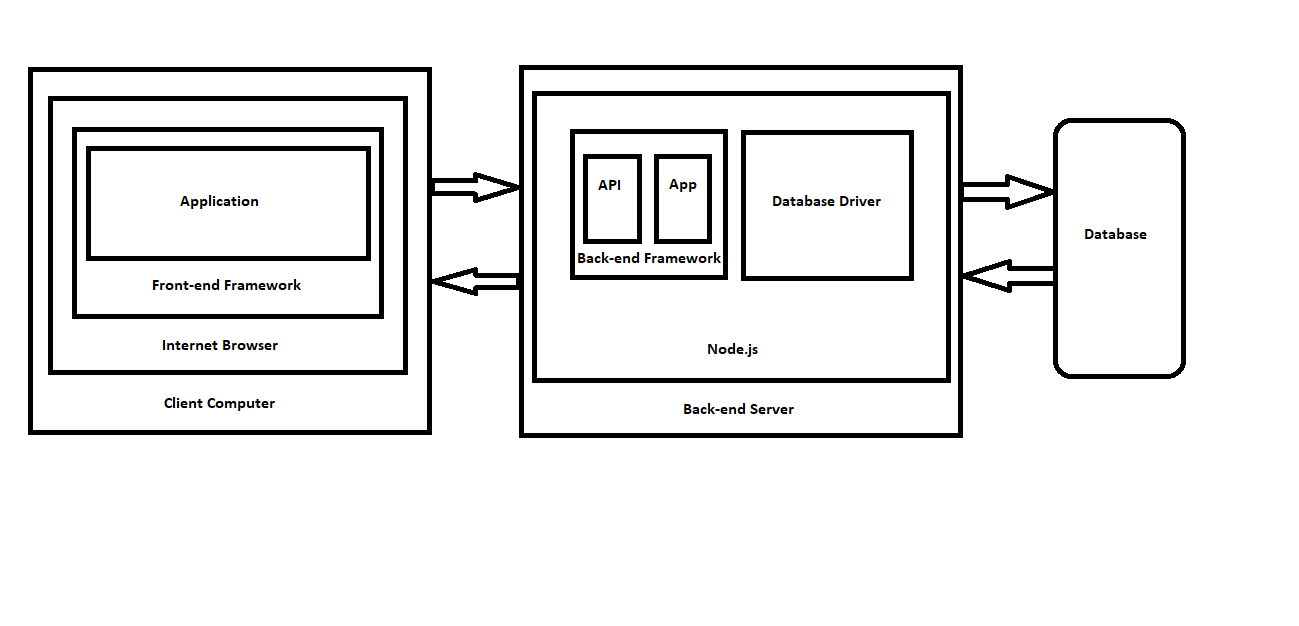 Application
Front-end Framework
Internet Browser
Client Computer
API
App
Back-end Framework
Database Driver
Node.js
Back-end Server
Database